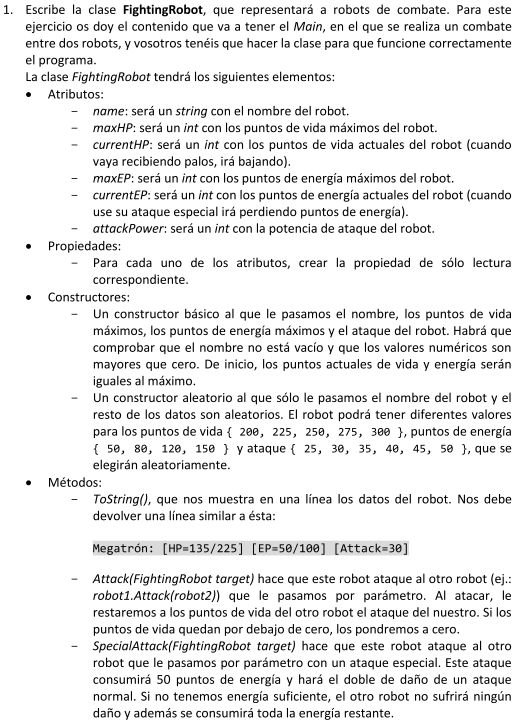 1. Escribe la clase FightingRobot, que representará a robots de combate. Para este
ejercicio os doy el contenido que va a tener el Main, en el que se realiza un combate
entre dos robots, y vosotros tenéis que hacer la clase para que funcione correctamente
el programa.
La clase FightingRobot tendrá los siguientes elementos:
• Atributos:
- name: será un string con el nombre del robot.
- maxHP: será un int con los puntos de vida máximos del robot.
- currentHP: será un int con los puntos de vida actuales del robot (cuando
vaya recibiendo palos, irá bajando).
- maxEP: será un int con los puntos de energía máximos del robot.
- currentEP: será un int con los puntos de energía actuales del robot (cuando
use su ataque especial irá perdiendo puntos de energía).
- attackPower: será un int con la potencia de ataque del robot.
• Propiedades:
- Para cada uno de los atributos, crear la propiedad de sólo lectura
correspondiente.
• Constructores:
- Un constructor básico al que le pasamos el nombre, los puntos de vida
máximos, los puntos de energía máximos y el ataque del robot. Habrá que
comprobar que el nombre no está vacío y que los valores numéricos son
mayores que cero. De inicio, los puntos actuales de vida y energía serán
iguales al máximo.
- Un constructor aleatorio al que sólo le pasamos el nombre del robot y el
resto de los datos son aleatorios. El robot podrá tener diferentes valores
para los puntos de vida { 200, 225, 250, 275, 300 }, puntos de energía
{ 50, 80, 120, 150 } y ataque { 25, 30, 35, 40, 45, 50 }, que se
elegirán aleatoriamente.
• Métodos:
- ToString(), que nos muestra en una línea los datos del robot. Nos debe
devolver una línea similar a ésta:
Megatrón: [HP=135/225] [EP=50/100] [Attack=30]
- Attack(FightingRobot target) hace que este robot ataque al otro robot (ej.:
robot1.Attack(robot2)) que le pasamos por parámetro. Al atacar, le
restaremos a los puntos de vida del otro robot el ataque del nuestro. Si los
puntos de vida quedan por debajo de cero, los pondremos a cero.
- SpecialAttack(FightingRobot target) hace que este robot ataque al otro
robot que le pasamos por parámetro con un ataque especial. Este ataque
consumirá 50 puntos de energía y hará el doble de daño de un ataque
normal. Si no tenemos energía suficiente, el otro robot no sufrirá ningún
daño y además se consumirá toda la energía restante.